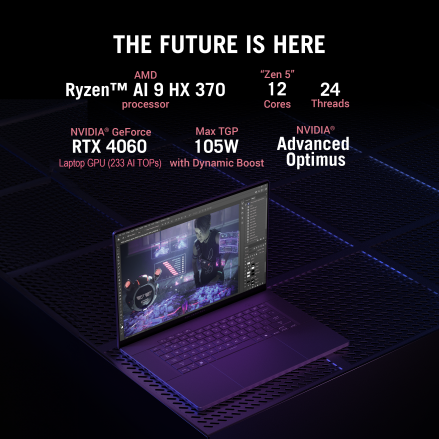 THE FUTURE IS HERE
AMD
Ryzen™ AI 9 HX 370
processor
"Zen 5"
12
Cores
24
Threads
NVIDIA® GeForce
RTX 4060
Laptop GPU (233 AI TOPs)
Max TGP
105W
with Dynamic Boost
NVIDIA®
Advanced
Optimus